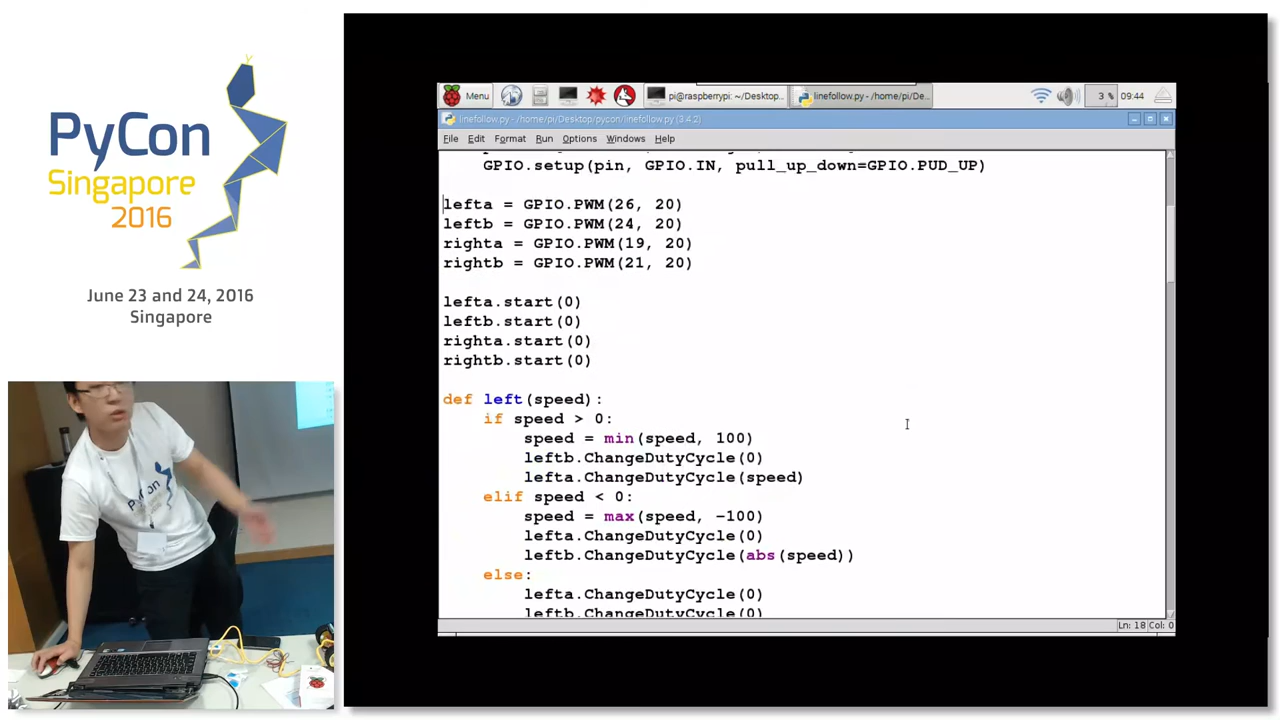 PyCon
Singapore
2016
June 23 and 24, 2016
Singapore
PyCon
Menu
pi@raspberrypi: ~/Desktop...
linefollow.py - /home/pi/De...
3 %
09:44
linefollow.py - /home/pi/Desktop/pycon/linefollow.py (3.4.2)
File Edit Format Run Options Windows Help
GPIO.setup(pin, GPIO.IN, pull_up_down=GPIO.PUD_UP)
lefta = GPIO.PWM(26, 20)
leftb = GPIO.PWM(24, 20)
righta = GPIO.PWM(19, 20)
rightb = GPIO.PWM(21, 20)
lefta.start(0)
leftb.start(0)
righta.start(0)
rightb.start(0)
def left(speed):
if speed > 0:
speed = min(speed, 100)
leftb.ChangeDutyCycle(0)
lefta.ChangeDutyCycle(speed)
elif speed < 0:
speed = max(speed, -100)
lefta.ChangeDutyCycle(0)
leftb.ChangeDutyCycle(abs(speed))
else:
lefta.ChangeDutyCycle(0)
leftb.ChangeDutyCycle(0)
Ln: 18 Col: 0